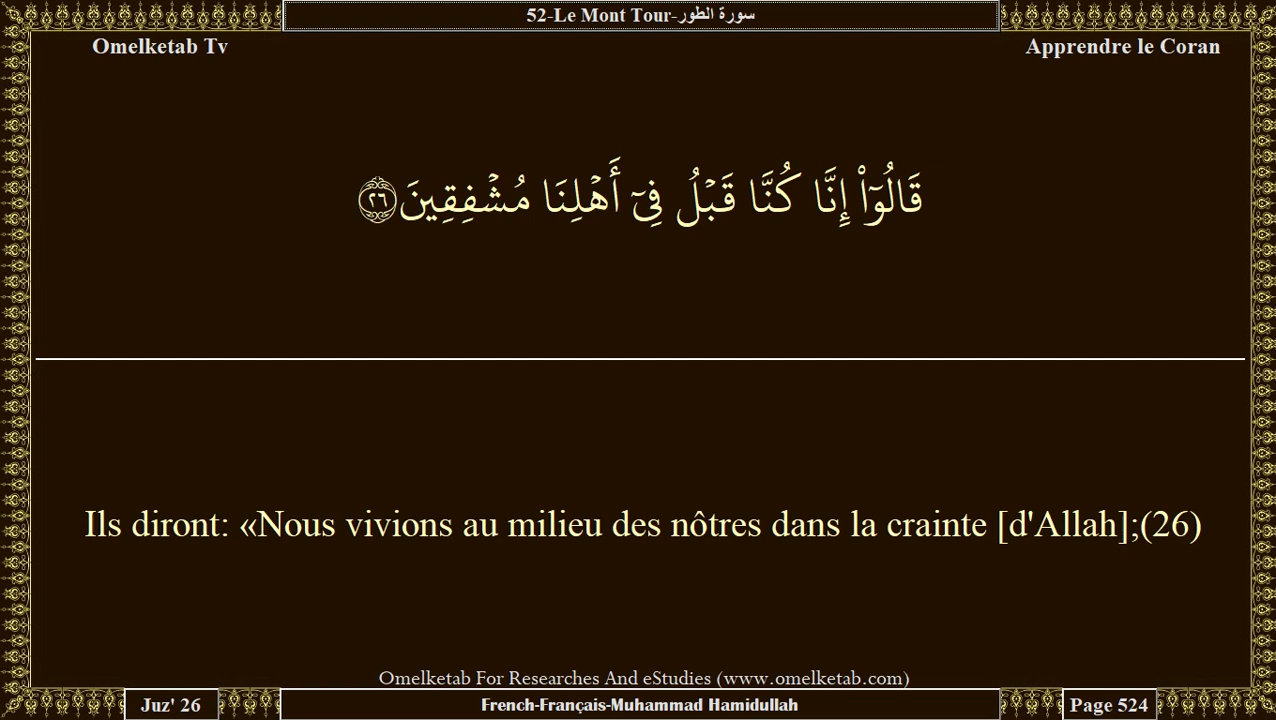 52-Le Mont Tour-سورة الطور
Omelketab Tv
Apprendre le Coran
قَالُوٓاْ إِنَّا كُنَّا قَبْلُ فِىٓ أَهْلِنَا مُشْفِقِينَ ٢٦
Ils diront: «Nous vivions au milieu des nôtres dans la crainte [d'Allah];(26)
Omelketab For Researches And eStudies (www.omelketab.com)
Juz' 26
French-Français-Muhammad Hamidullah
Page 524